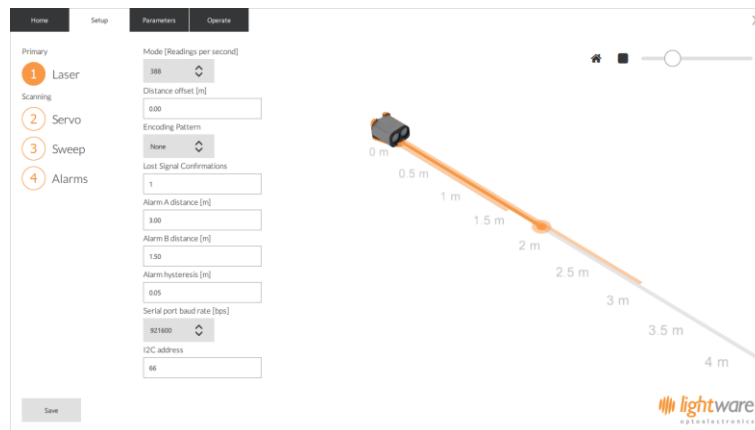 Home
Setup
Parameters
Operate
Primary
1 Laser
Scanning
2 Servo
3 Sweep
4 Alarms
Mode [Readings per second]
388
Distance offset [m]
0.00
Encoding Pattern
None
Lost Signal Confirmations
1
Alarm A distance [m]
3.00
Alarm B distance [m]
1.50
Alarm hysteresis [m]
0.05
Serial port baud rate [bps]
921600
I2C address
66
Save
0 m
0.5 m
1 m
1.5 m
2 m
2.5 m
3 m
3.5 m
4 m
lightware
optoelectronics